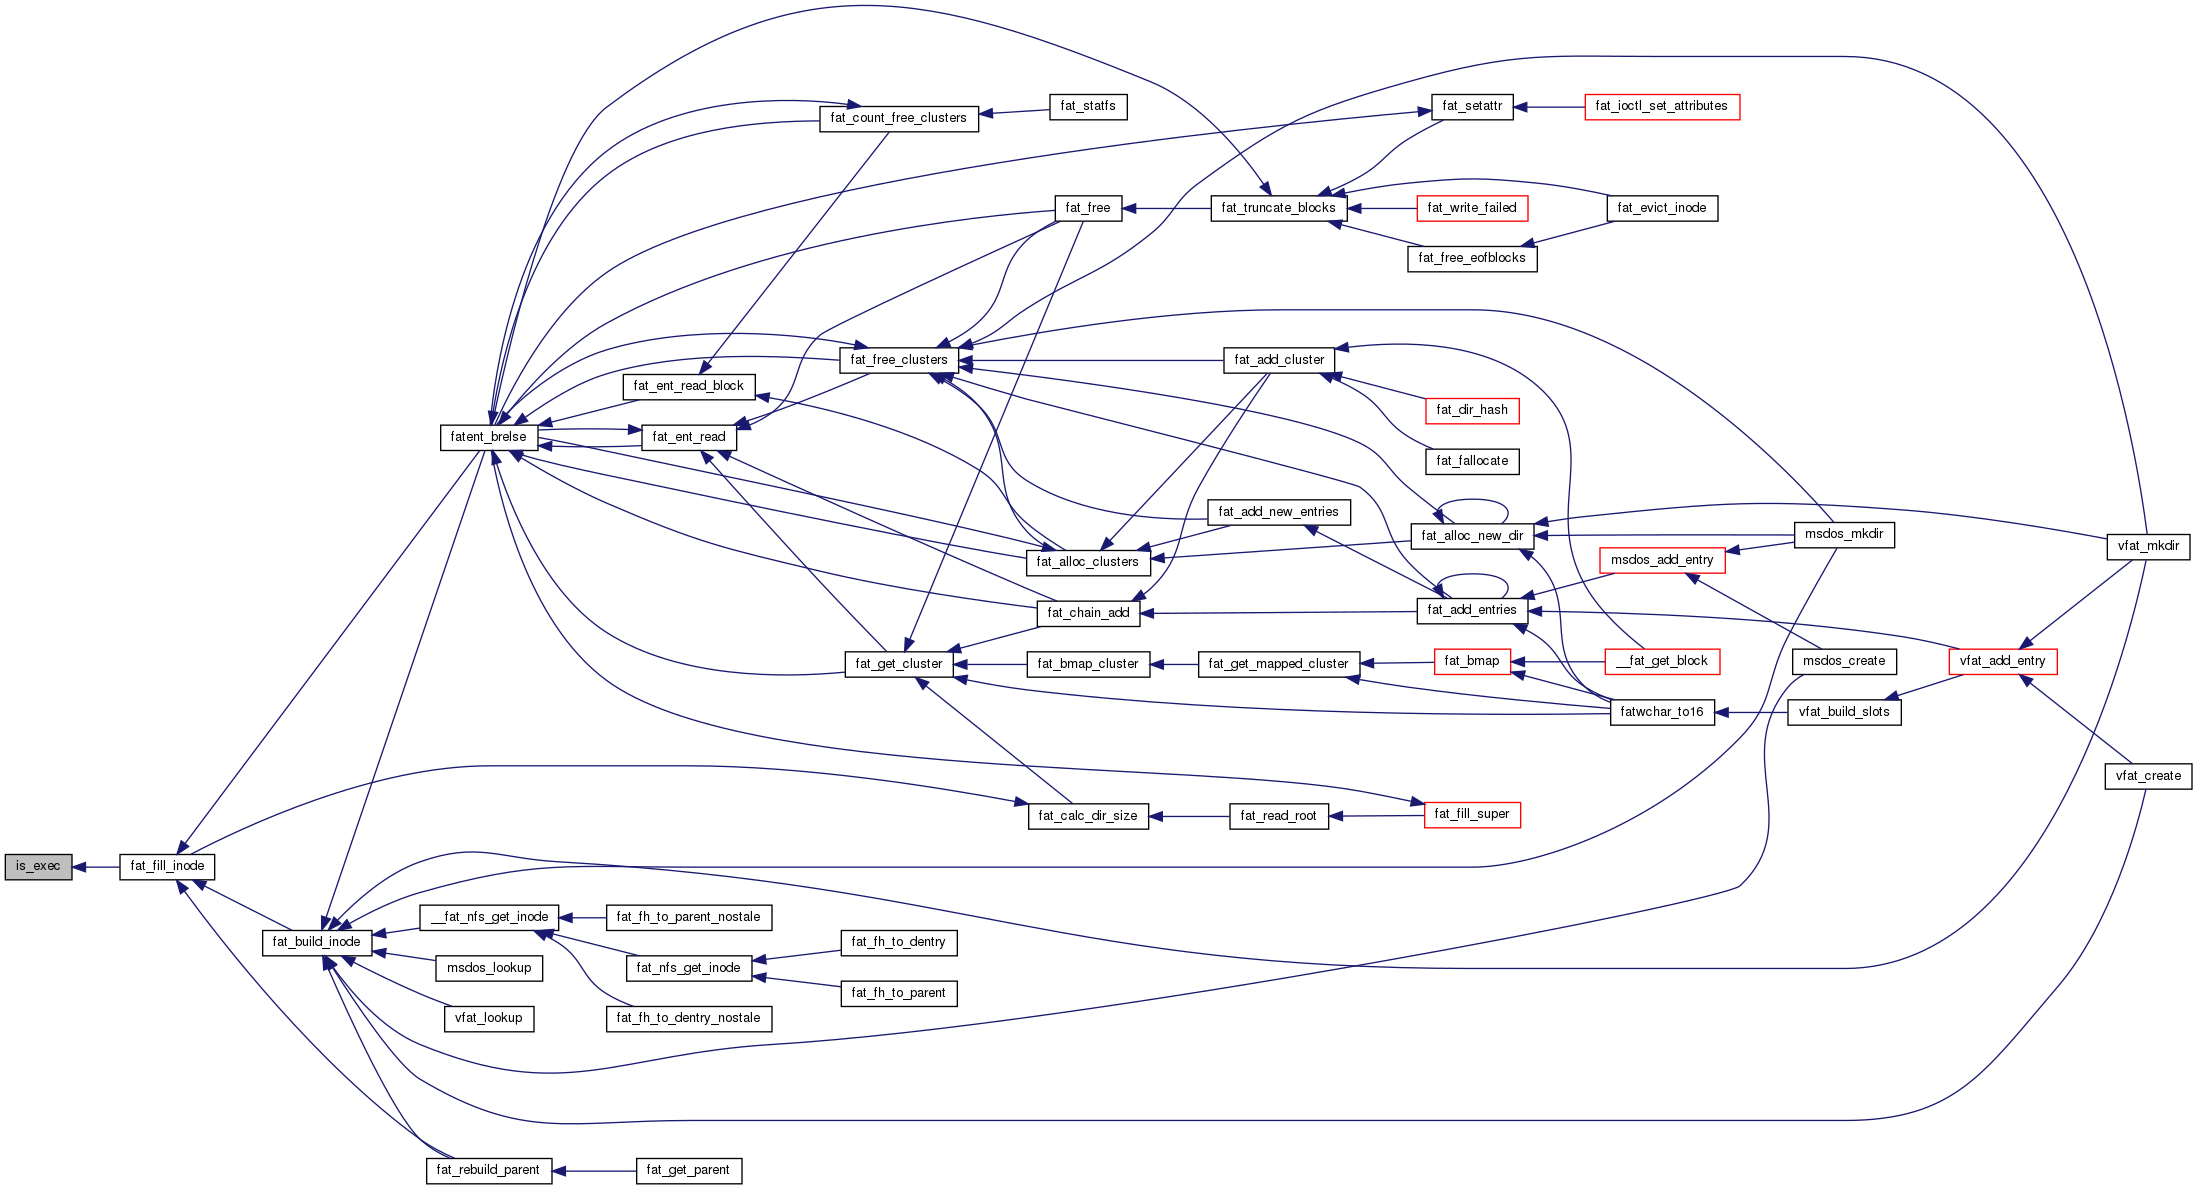 fat_count_free_clusters
fat_statfs
fat_setattr
fat_ioctl_set_attributes
fat_free
fat_truncate_blocks
fat_write_failed
fat_evict_inode
fat_free_eofblocks
fat_free_clusters
fat_add_cluster
fat_ent_read_block
fat_dir_hash
fatent_brelse
fat_ent_read
fat_fallocate
fat_add_new_entries
fat_alloc_new_dir
msdos_mkdir
vfat_mkdir
fat_alloc_clusters
msdos_add_entry
fat_chain_add
fat_add_entries
fat_get_cluster
fat_bmap_cluster
fat_get_mapped_cluster
fat_bmap
__fat_get_block
msdos_create
vfat_add_entry
fatwchar_to16
vfat_build_slots
vfat_create
fat_calc_dir_size
fat_read_root
fat_fill_super
is_exec
fat_fill_inode
__fat_nfs_get_inode
fat_fh_to_parent_nostale
fat_build_inode
fat_fh_to_dentry
msdos_lookup
fat_nfs_get_inode
fat_fh_to_parent
vfat_lookup
fat_fh_to_dentry_nostale
fat_rebuild_parent
fat_get_parent